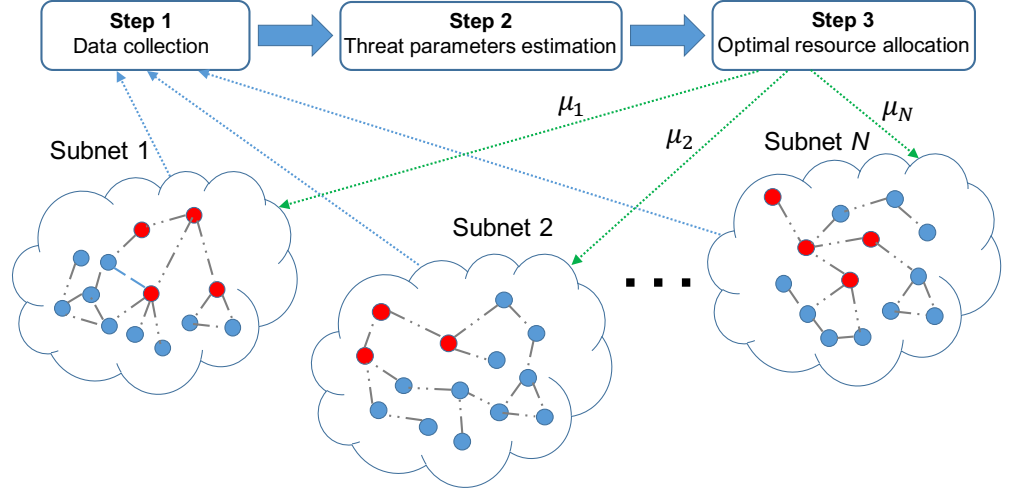 Step 1
Data collection
Step 2
Threat parameters estimation
Step 3
Optimal resource allocation
μ₁
μ₂
μ_N
Subnet 1
Subnet 2
Subnet N